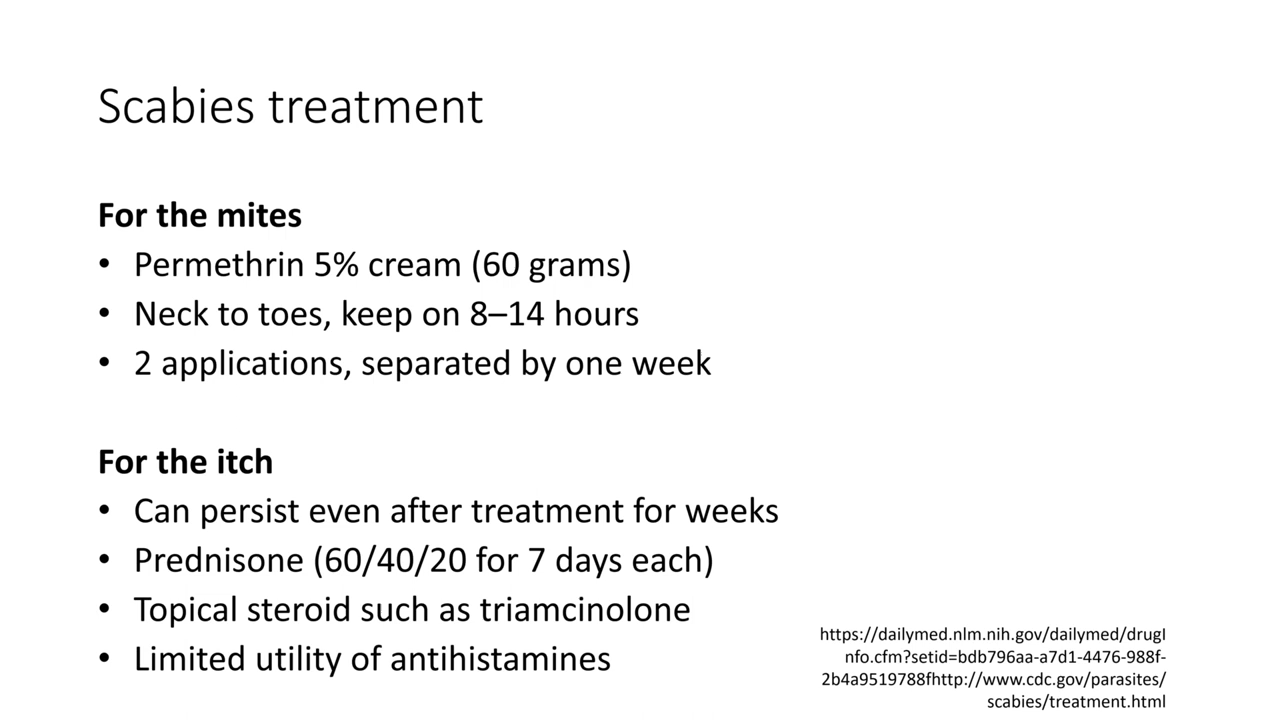 Scabies treatment
For the mites
• Permethrin 5% cream (60 grams)
• Neck to toes, keep on 8–14 hours
• 2 applications, separated by one week
For the itch
• Can persist even after treatment for weeks
• Prednisone (60/40/20 for 7 days each)
• Topical steroid such as triamcinolone
• Limited utility of antihistamines
https://dailymed.nlm.nih.gov/dailymed/drugI
nfo.cfm?setid=bdb796aa-a7d1-4476-988f-
2b4a9519788fhttp://www.cdc.gov/parasites/
scabies/treatment.html